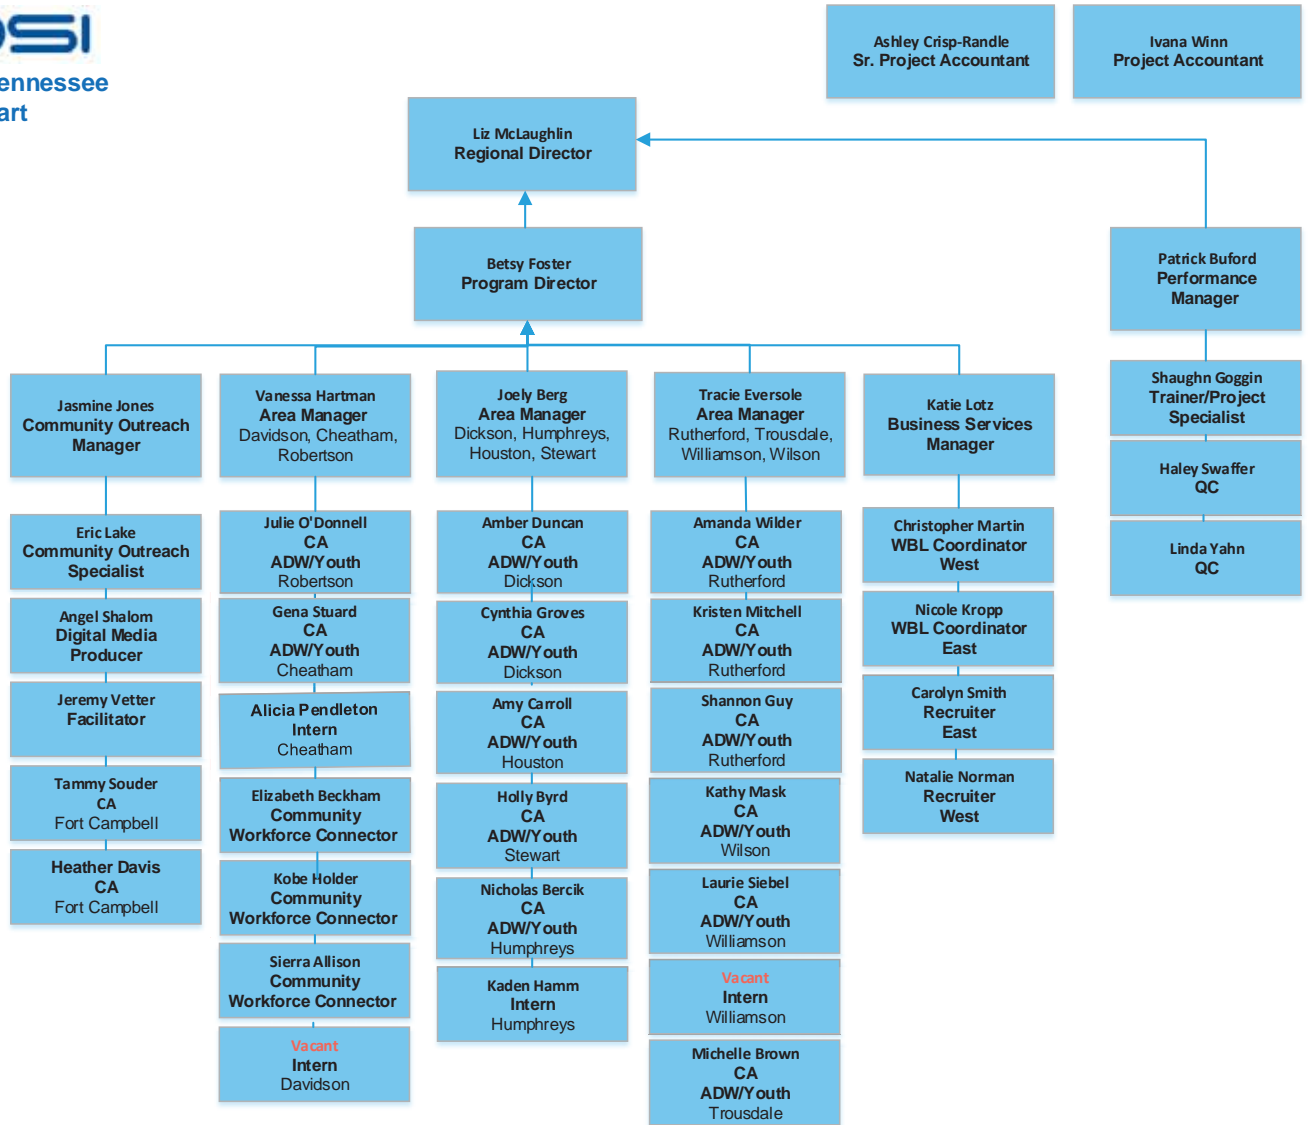 Ashley Crisp-Randle
Sr. Project Accountant
Ivana Winn
Project Accountant
Liz McLaughlin
Regional Director
Betsy Foster
Program Director
Patrick Buford
Performance
Manager
Shaughn Goggin
Trainer/Project
Specialist
Haley Swaffer
QC
Linda Yahn
QC
Jasmine Jones
Community Outreach
Manager
Eric Lake
Community Outreach
Specialist
Angel Shalom
Digital Media
Producer
Jeremy Vetter
Facilitator
Tammy Souder
CA
Fort Campbell
Heather Davis
CA
Fort Campbell
Vanessa Hartman
Area Manager
Davidson, Cheatham,
Robertson
Julie O'Donnell
CA
ADW/Youth
Robertson
Gena Stuard
CA
ADW/Youth
Cheatham
Alicia Pendleton
Intern
Cheatham
Elizabeth Beckham
Community
Workforce Connector
Kobe Holder
Community
Workforce Connector
Sierra Allison
Community
Workforce Connector
Vacant
Intern
Davidson
Joely Berg
Area Manager
Dickson, Humphreys,
Houston, Stewart
Amber Duncan
CA
ADW/Youth
Dickson
Cynthia Groves
CA
ADW/Youth
Dickson
Amy Carroll
CA
ADW/Youth
Houston
Holly Byrd
CA
ADW/Youth
Stewart
Nicholas Bercik
CA
ADW/Youth
Humphreys
Kaden Hamm
Intern
Humphreys
Tracie Eversole
Area Manager
Rutherford, Trousdale,
Williamson, Wilson
Amanda Wilder
CA
ADW/Youth
Rutherford
Kristen Mitchell
CA
ADW/Youth
Rutherford
Shannon Guy
CA
ADW/Youth
Rutherford
Kathy Mask
CA
ADW/Youth
Wilson
Laurie Siebel
CA
ADW/Youth
Williamson
Vacant
Intern
Williamson
Michelle Brown
CA
ADW/Youth
Trousdale
Katie Lotz
Business Services
Manager
Christopher Martin
WBL Coordinator
West
Nicole Kropp
WBL Coordinator
East
Carolyn Smith
Recruiter
East
Natalie Norman
Recruiter
West